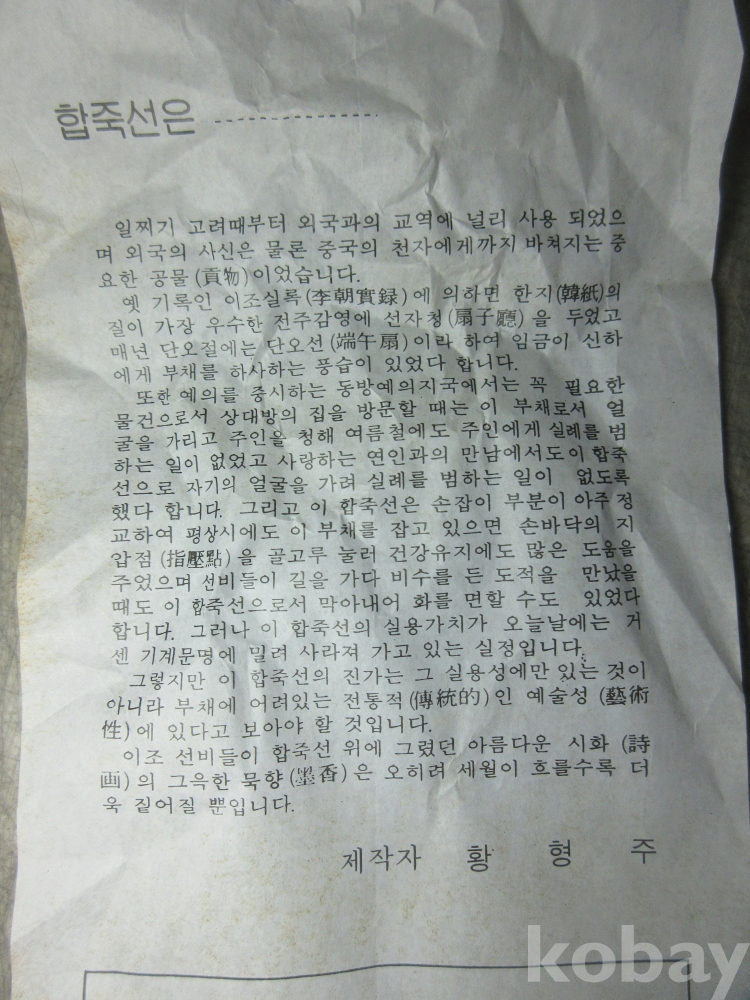 합죽선은 ····················
일찌기 고려때부터 외국과의 교역에 널리 사용 되었으
며 외국의 사신은 물론 중국의 천자에게까지 바쳐지는 중
요한 공물(貢物)이었습니다.
옛 기록인 이조실록(李朝實録)에 의하면 한지(韓紙)의
질이 가장 우수한 전주감영에 선자청(扇子廳)을 두었고
매년 단오절에는 단오선(端午扇)이라 하여 임금이 신하
에게 부채를 하사하는 풍습이 있었다 합니다.
또한 예의를 중시하는 동방예의지국에서는 꼭 필요한
물건으로서 상대방의 집을 방문할 때는 이 부채로서 얼
굴을 가리고 주인을 청해 여름철에도 주인에게 실례를 범
하는 일이 없었고 사랑하는 연인과의 만남에서도 이 합죽
선으로 자기의 얼굴을 가려 실례를 범하는 일이 없도록
했다 합니다. 그리고 이 합죽선은 손잡이 부분이 아주 정
교하여 평상시에도 이 부채를 잡고 있으면 손바닥의 지
압점(指壓點)을 골고루 눌러 건강유지에도 많은 도움을
주었으며 선비들이 길을 가다 비수를 든 도적을 만났을
때도 이 합죽선으로서 막아내어 화를 면할 수도 있었다
합니다. 그러나 이 합죽선의 실용가치가 오늘날에는 거
센 기계문명에 밀려 사라져 가고 있는 실정입니다.
그렇지만 이 합죽선의 진가는 그 실용성에만 있는 것이
아니라 부채에 어려있는 전통적(傳統的)인 예술성(藝術
性)에 있다고 보아야 할 것입니다.
이조 선비들이 합죽선 위에 그렸던 아름다운 시화(詩
画)의 그윽한 묵향(墨香)은 오히려 세월이 흐를수록 더
욱 짙어질 뿐입니다.
제작자 황 형 주
kobay